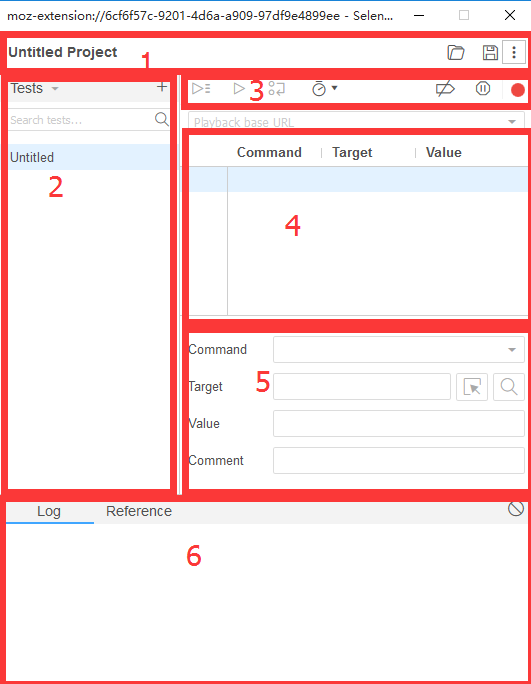 moz-extension://6cf6f57c-9201-4d6a-a909-97df9e4899ee - Selen...
Untitled Project
1
Tests
3
Search tests...
Playback base URL
Untitled
2
Command Target Value
4
Command
Target
5
Value
Comment
Log Reference
6